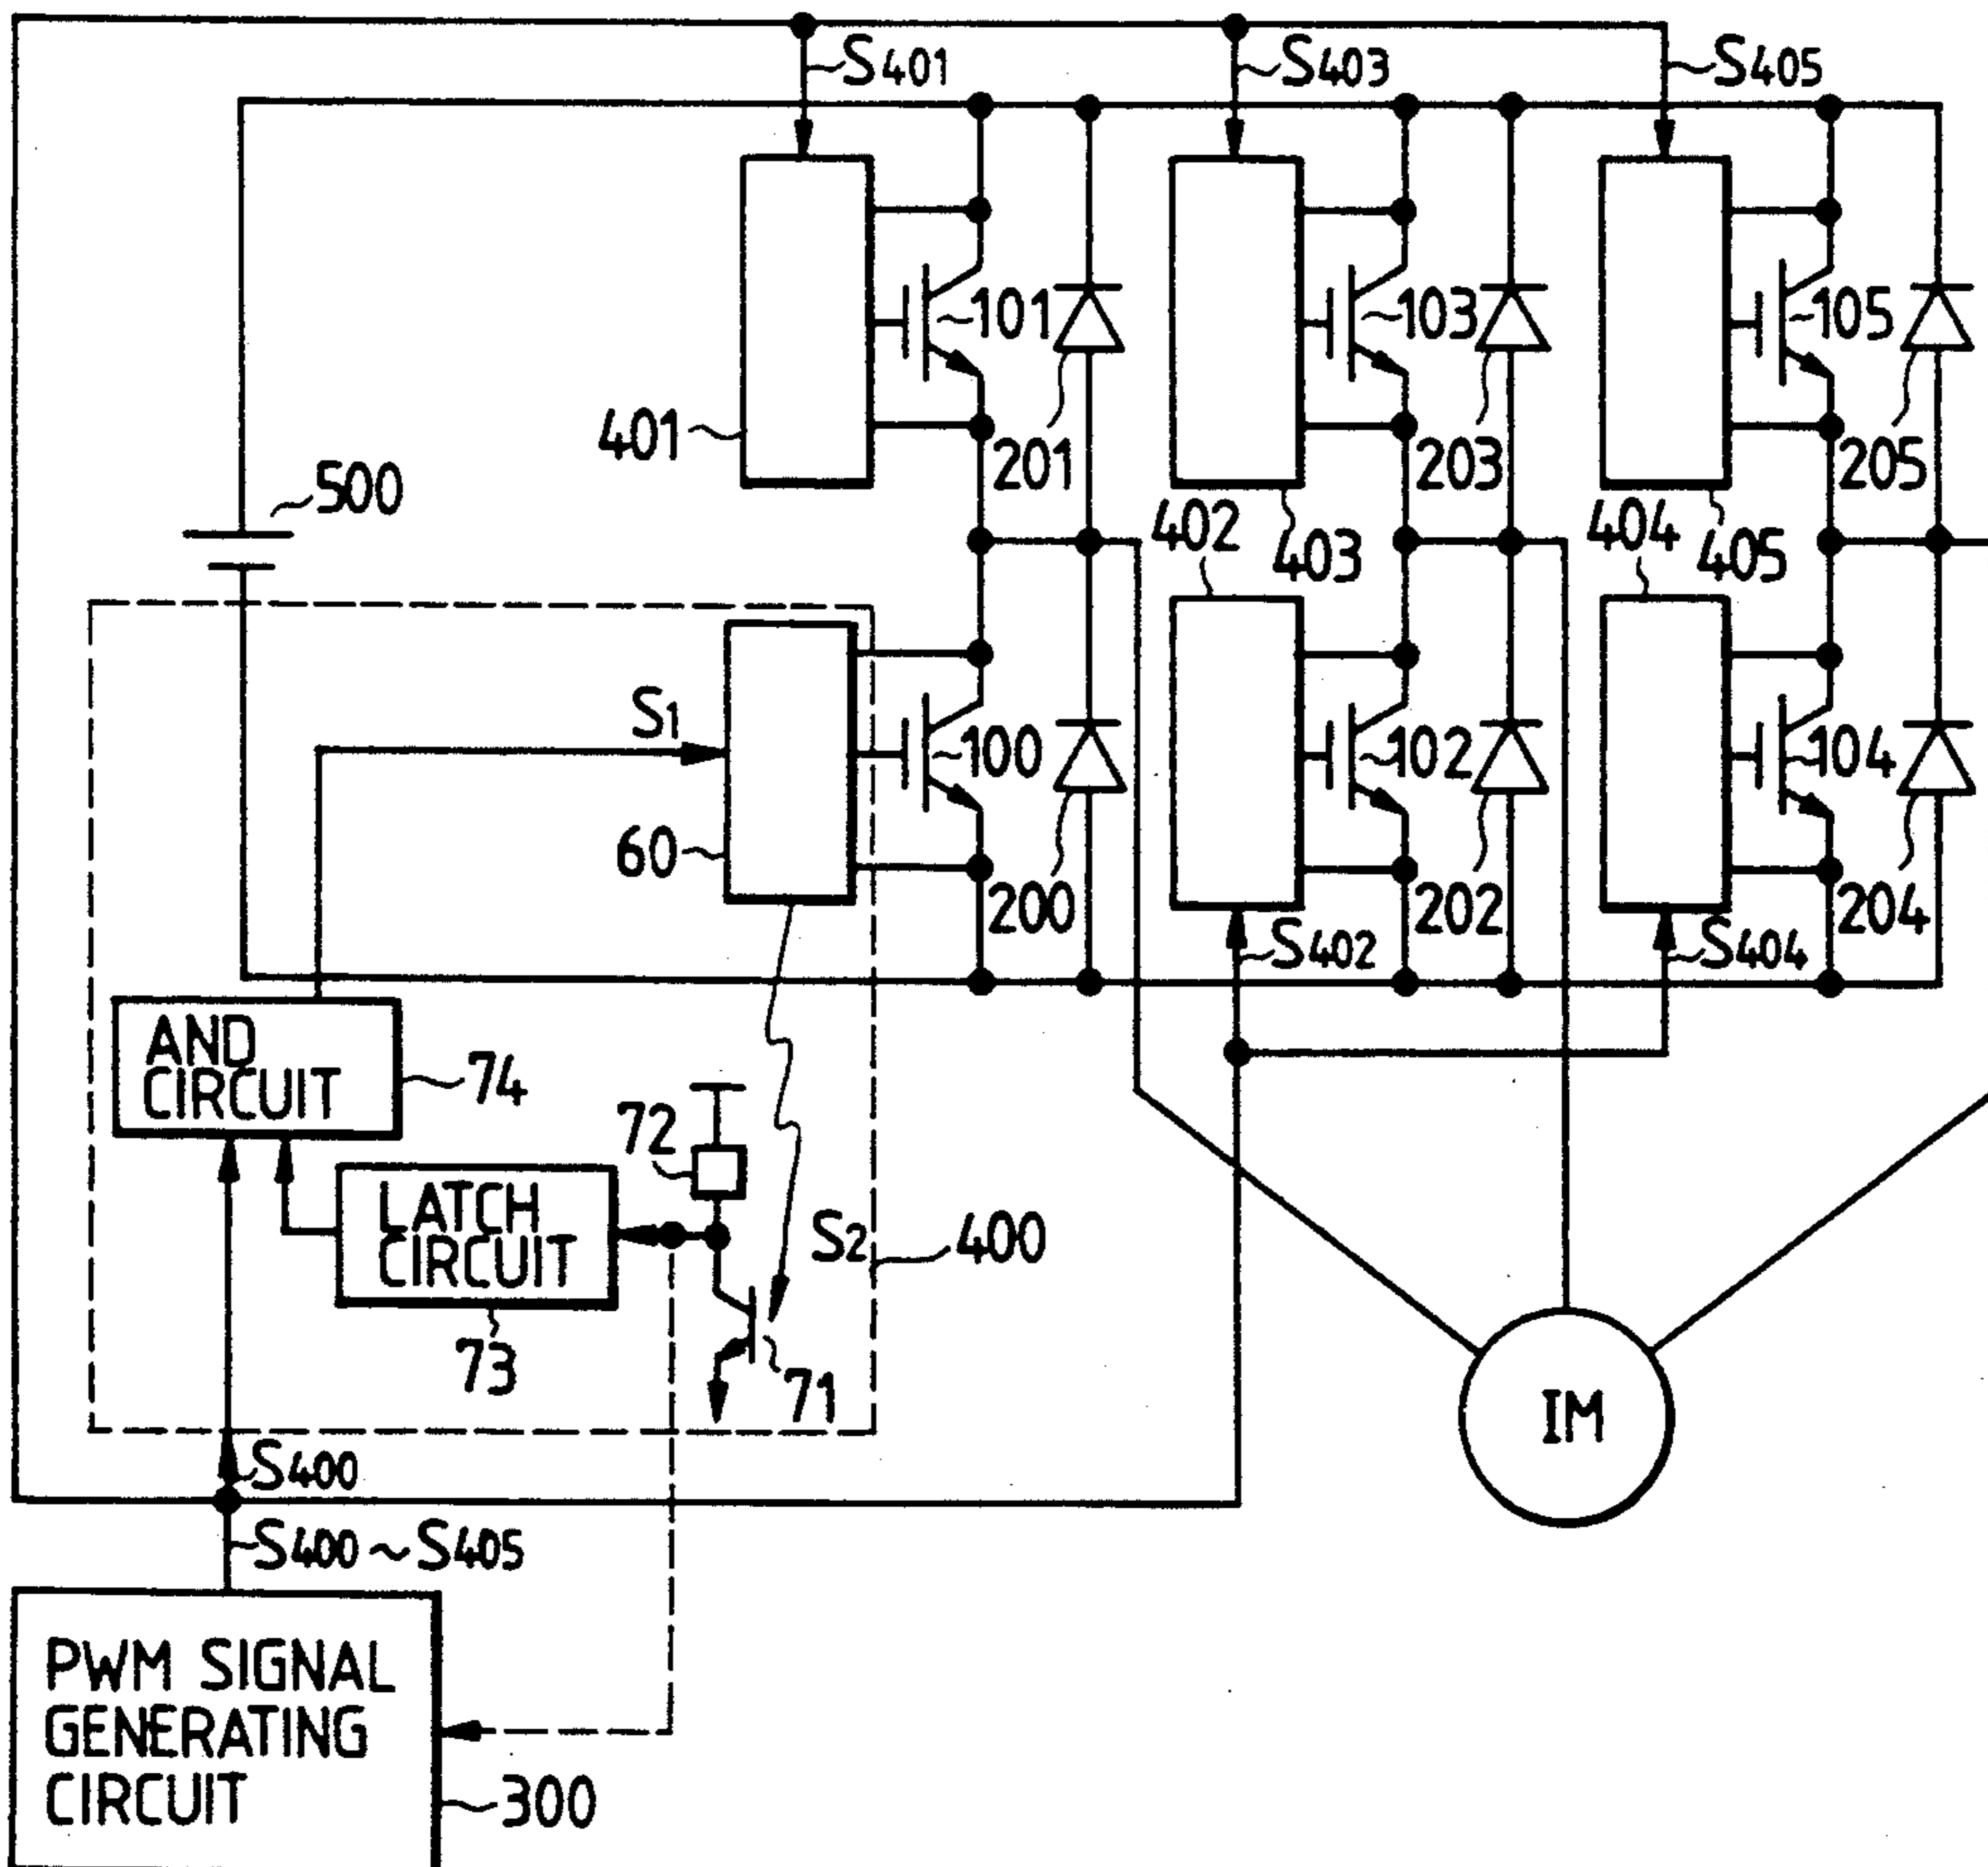 S401
S403
S405
101
103
105
401
201
203
205
500
402
403
404
405
S1
100
102
104
60
200
202
204
S402
S404
AND
CIRCUIT
74
72
LATCH
CIRCUIT
S2
400
73
71
IM
S400
S400~S405
PWM SIGNAL
GENERATING
CIRCUIT
300